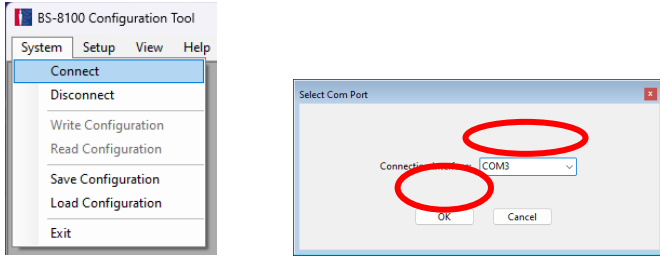 BS-8100 Configuration Tool
System Setup View Help
Connect
Disconnect
Write Configuration
Read Configuration
Save Configuration
Load Configuration
Exit
Select Com Port
Connection COM3
OK Cancel